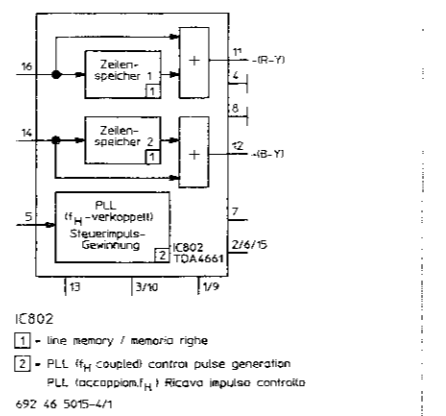 16
Zeilen-
speicher 1
1
+
11
-(R-Y)
4
8
14
Zeilen-
speicher 2
1
+
12
-(B-Y)
5
PLL
(fH-verkoppelt)
Steuerimpuls-
Gewinnung
2
IC802
TDA4661
7
2/6/15
13
3/10
1/9
IC802
1 - line memory / memoria righe
2 - PLL (fH coupled) control pulse generation
PLL (accoppiam.fH) Ricava impulso controllo
692 46 5015-4/1